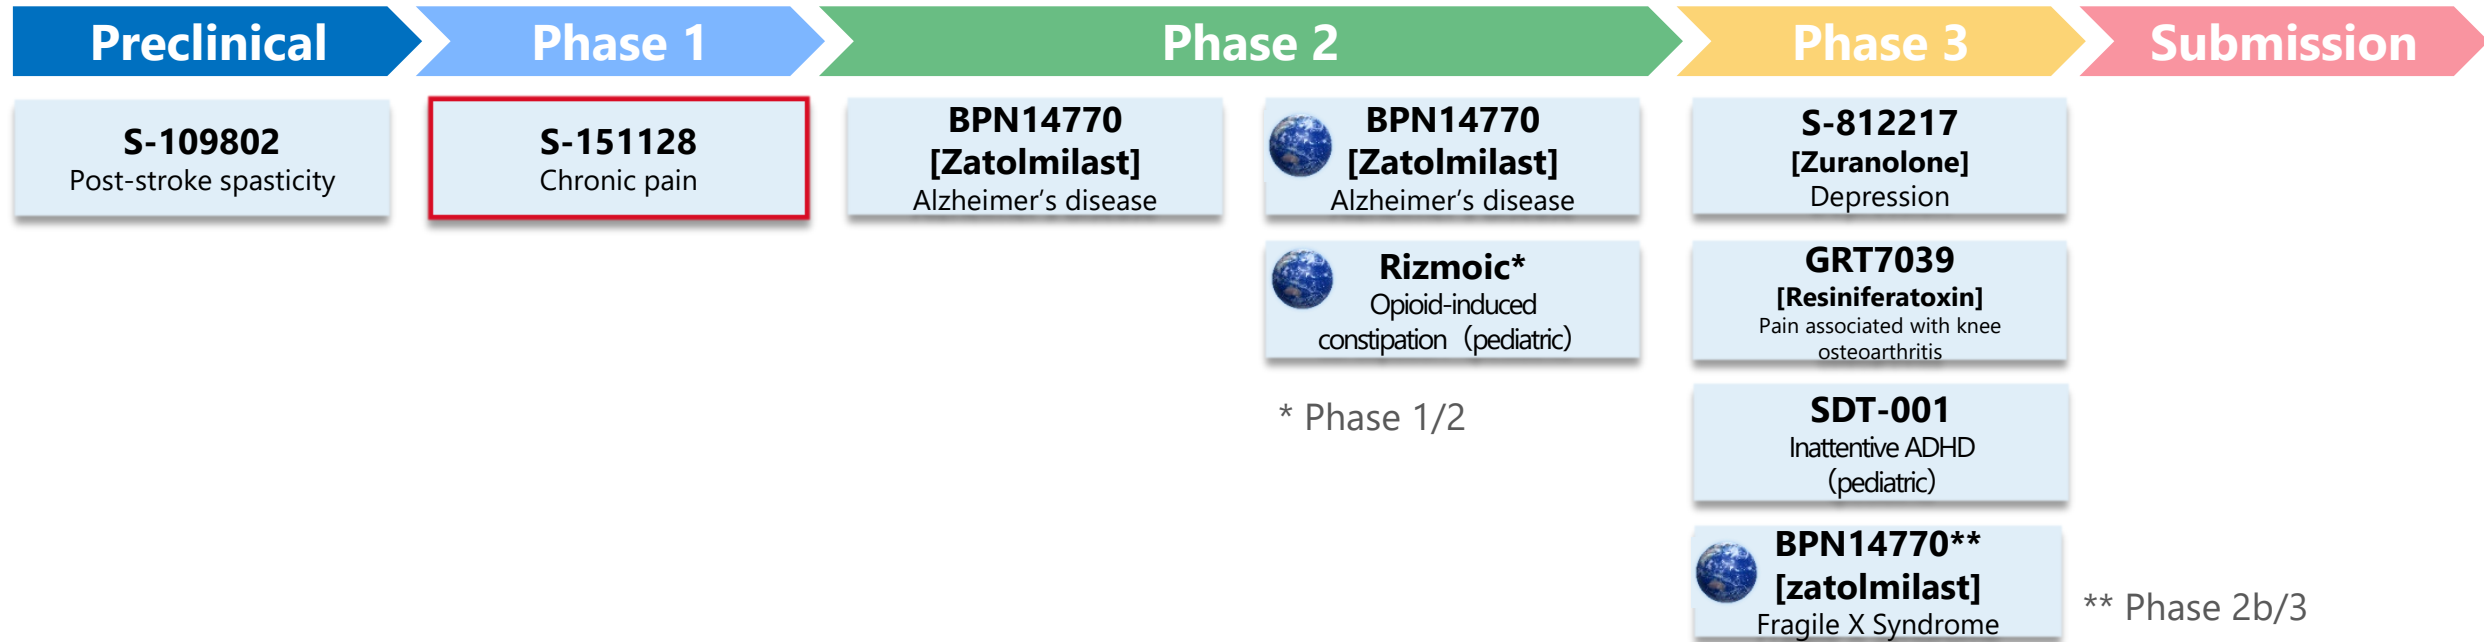 Preclinical
Phase 1
Phase 2
Phase 3
Submission
S-109802
Post-stroke spasticity
S-151128
Chronic pain
BPN14770
[Zatolmilast]
Alzheimer’s disease
BPN14770
[Zatolmilast]
Alzheimer’s disease
Rizmoic*
Opioid-induced
constipation（pediatric）
* Phase 1/2
S-812217
[Zuranolone]
Depression
GRT7039
[Resiniferatoxin]
Pain associated with knee
osteoarthritis
SDT-001
Inattentive ADHD
（pediatric）
BPN14770**
[zatolmilast]
Fragile X Syndrome
** Phase 2b/3